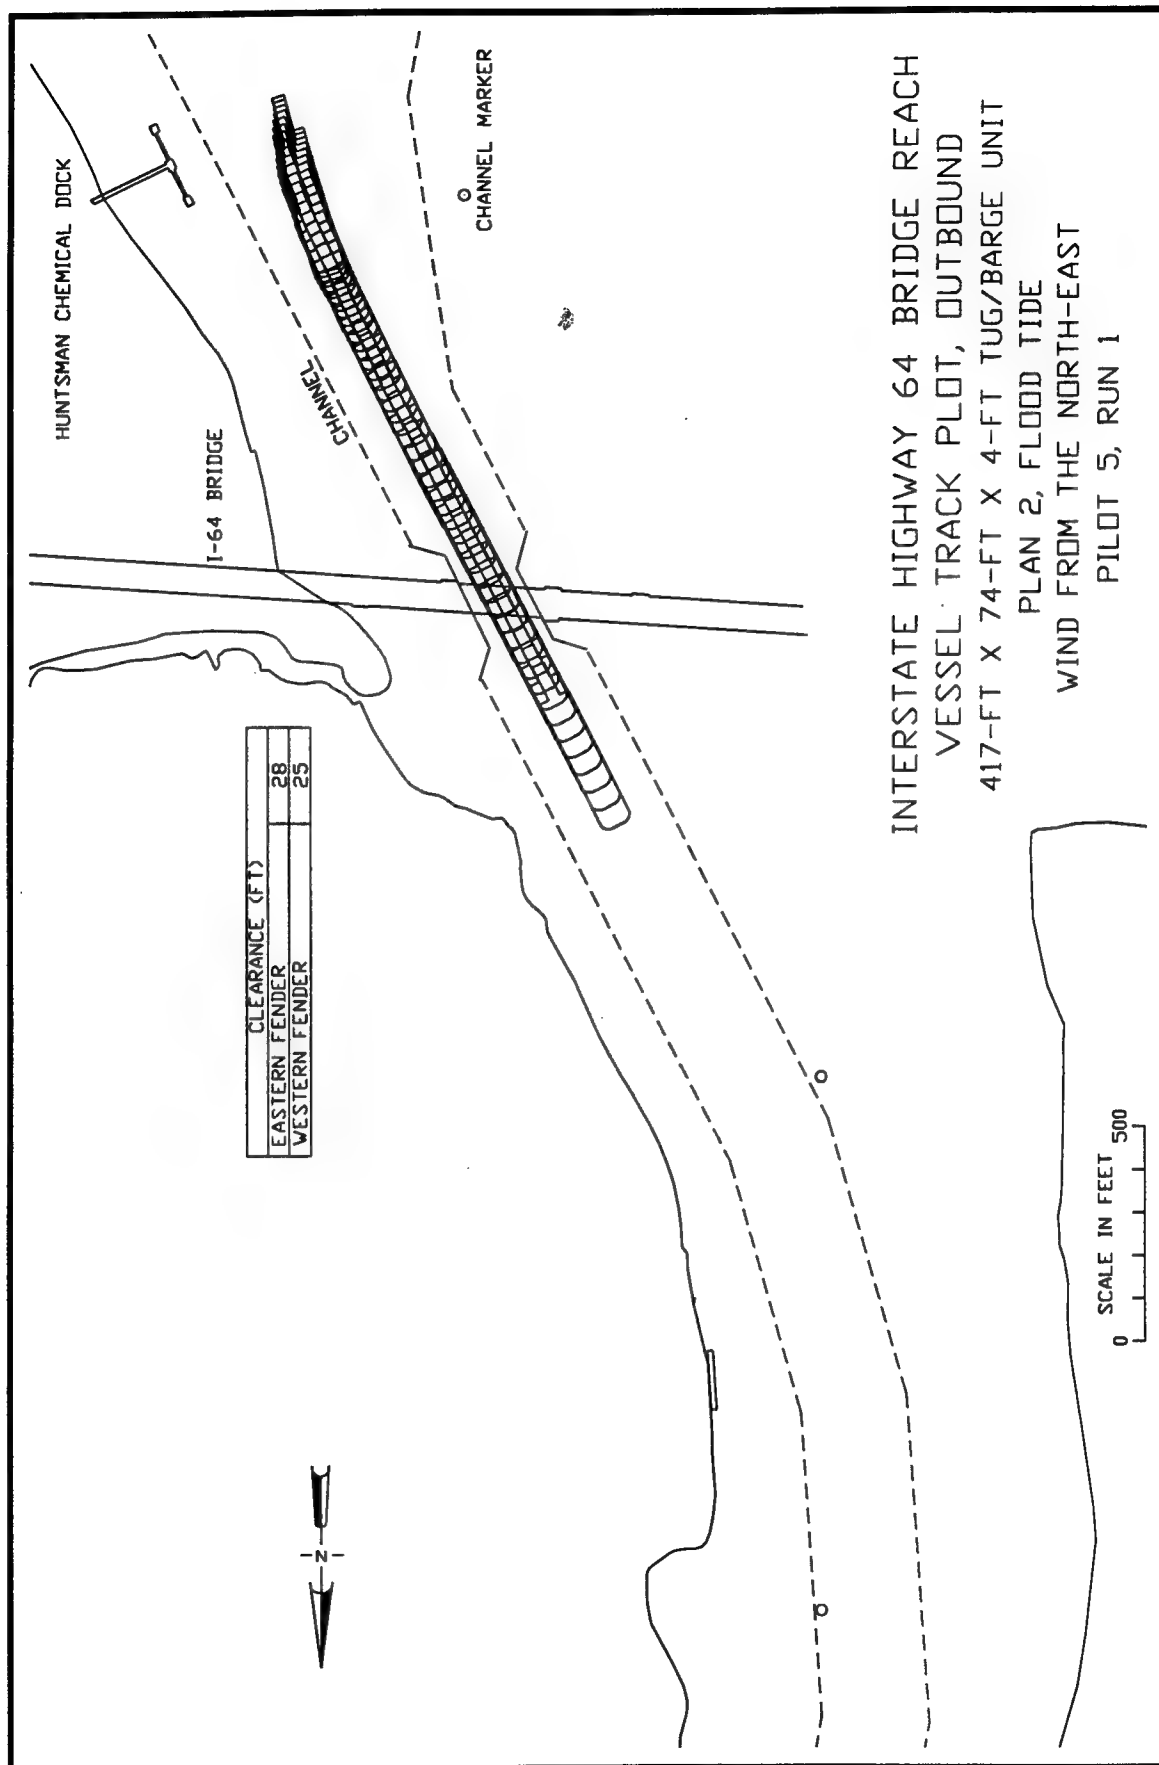 HUNTSMAN CHEMICAL DOCK
I-64 BRIDGE
CHANNEL
CHANNEL MARKER
CLEARANCE (FT)
EASTERN FENDER 28
WESTERN FENDER 25
N
SCALE IN FEET
0 500
INTERSTATE HIGHWAY 64 BRIDGE REACH
VESSEL TRACK PLOT, OUTBOUND
417-FT X 74-FT X 4-FT TUG/BARGE UNIT
PLAN 2, FLOOD TIDE
WIND FROM THE NORTH-EAST
PILOT 5, RUN 1